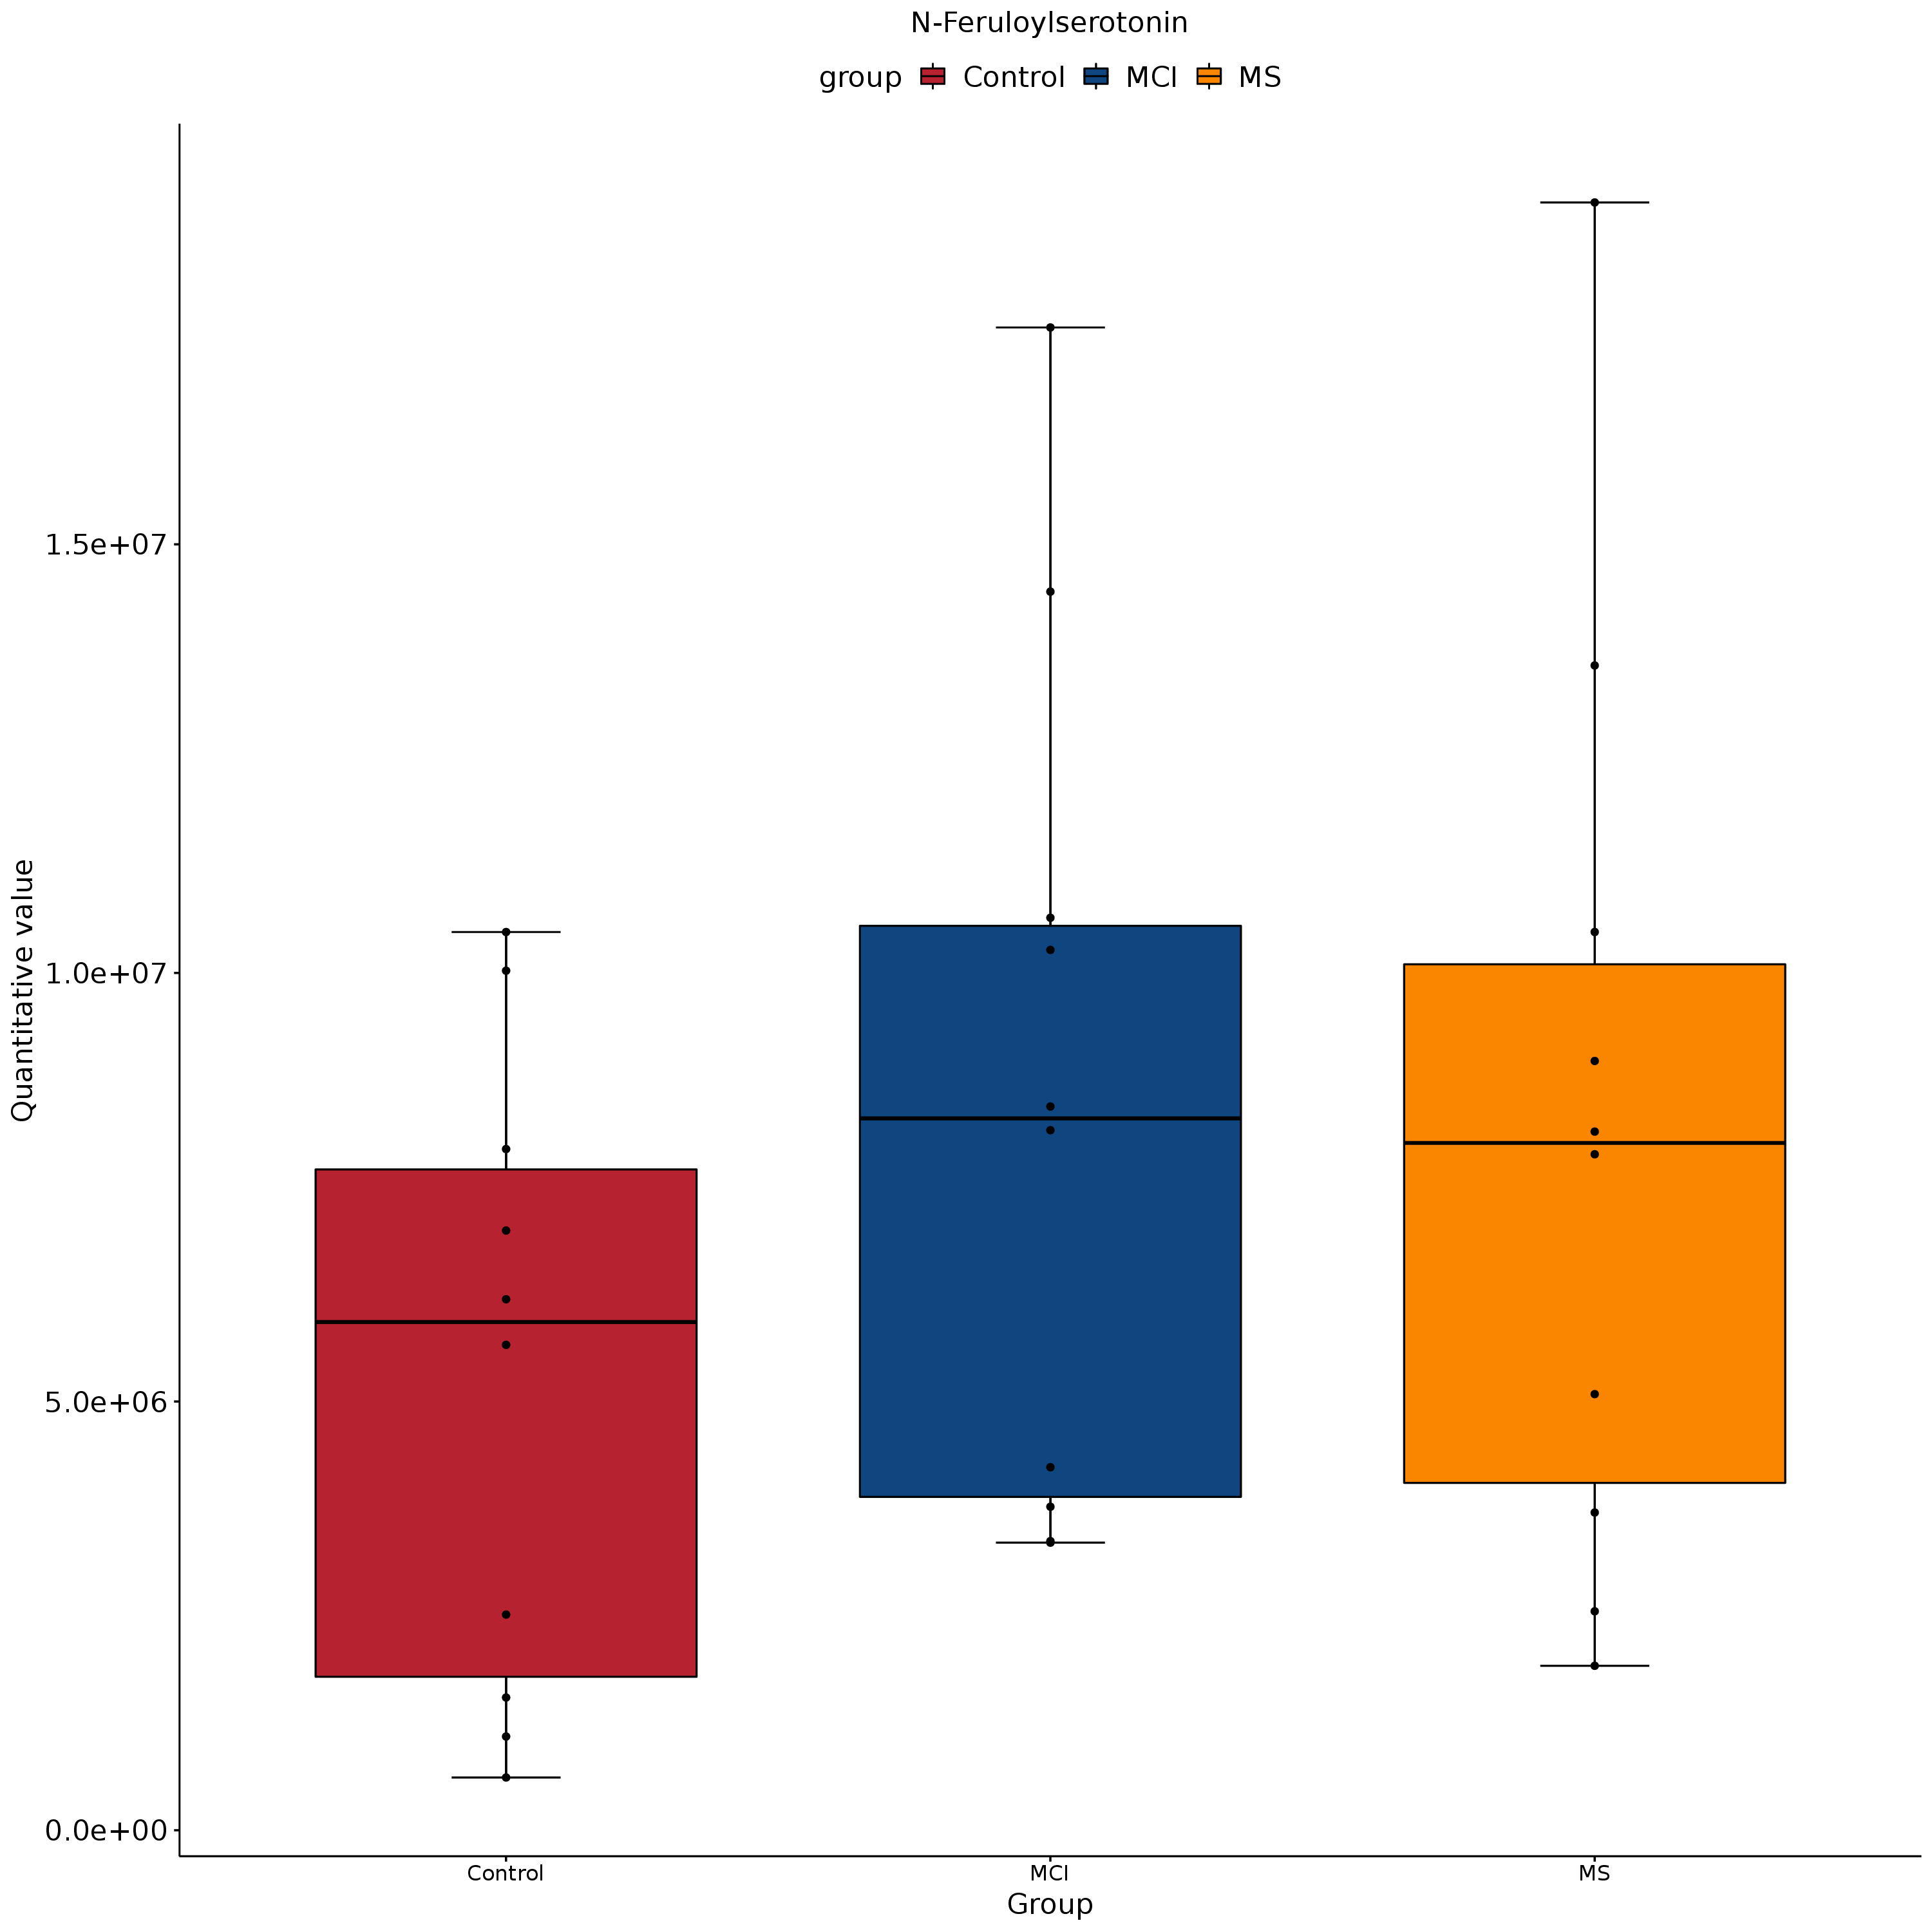 N-Feruloylserotonin
group Control MCI MS
Quantitative value
1.5e+07
1.0e+07
5.0e+06
0.0e+00
Control MCI MS
Group